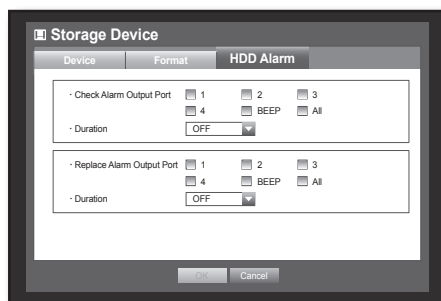 Storage Device
Device Format HDD Alarm
· Check Alarm Output Port 1 2 3
4 BEEP All
· Duration OFF
· Replace Alarm Output Port 1 2 3
4 BEEP All
· Duration OFF
OK Cancel